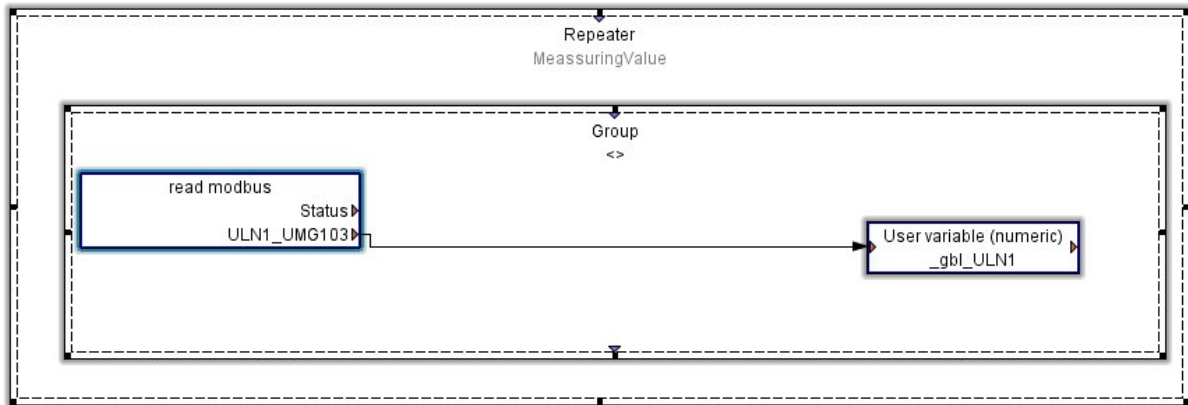 Repeater
MeassuringValue
Group
<>
read modbus
Status
ULN1_UMG103
User variable (numeric)
_gbl_ULN1